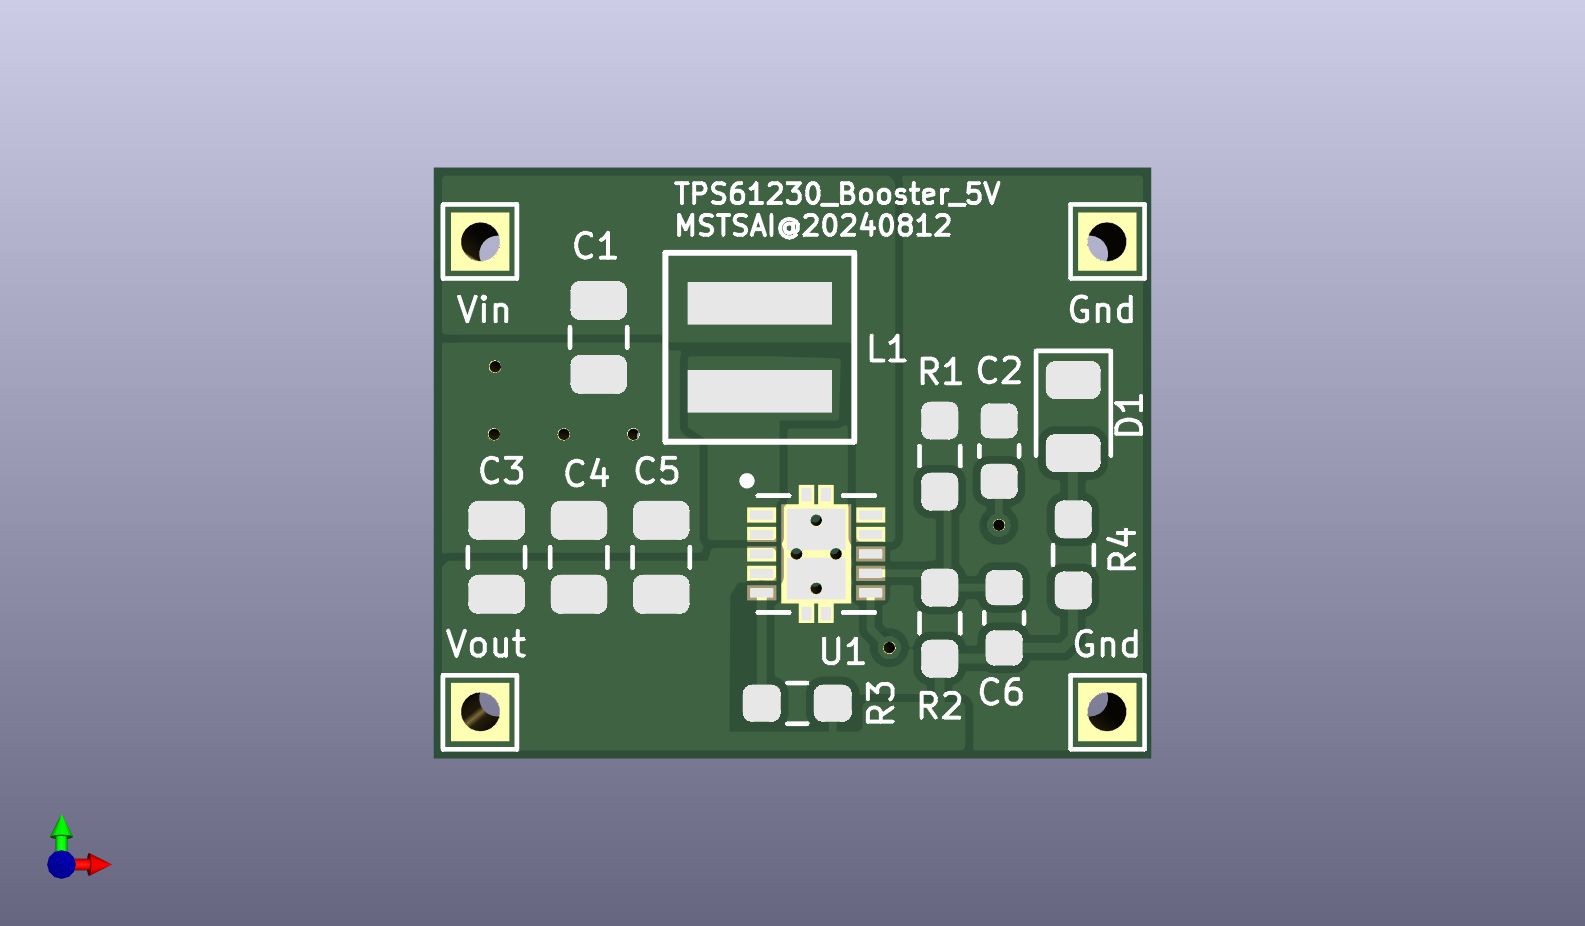 TPS61230_Booster_5V
MSTSAI@20240812
C1
Vin
Gnd
L1
R1
C2
D1
C3
C4
C5
R4
Vout
U1
Gnd
R3
R2
C6